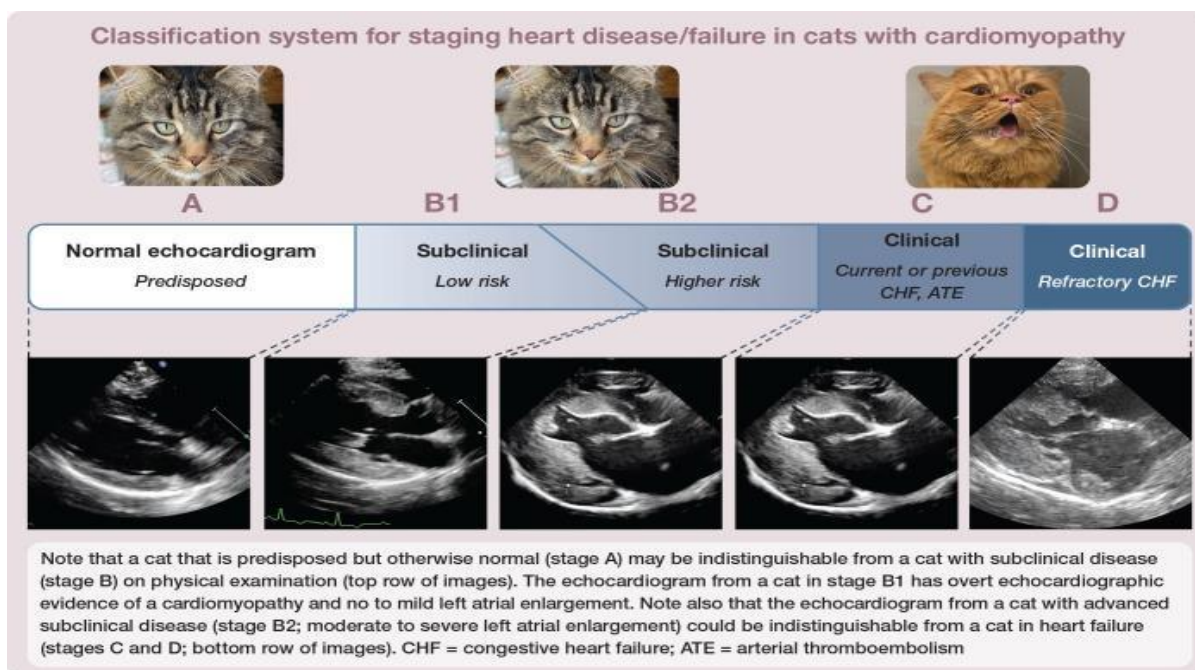 Classification system for staging heart disease/failure in cats with cardiomyopathy
A B1 B2 C D
Normal echocardiogram
Predisposed
Subclinical
Low risk
Subclinical
Higher risk
Clinical
Current or previous
CHF, ATE
Clinical
Refractory CHF
Note that a cat that is predisposed but otherwise normal (stage A) may be indistinguishable from a cat with subclinical disease
(stage B) on physical examination (top row of images). The echocardiogram from a cat in stage B1 has overt echocardiographic
evidence of a cardiomyopathy and no to mild left atrial enlargement. Note also that the echocardiogram from a cat with advanced
subclinical disease (stage B2; moderate to severe left atrial enlargement) could be indistinguishable from a cat in heart failure
(stages C and D; bottom row of images). CHF = congestive heart failure; ATE = arterial thromboembolism